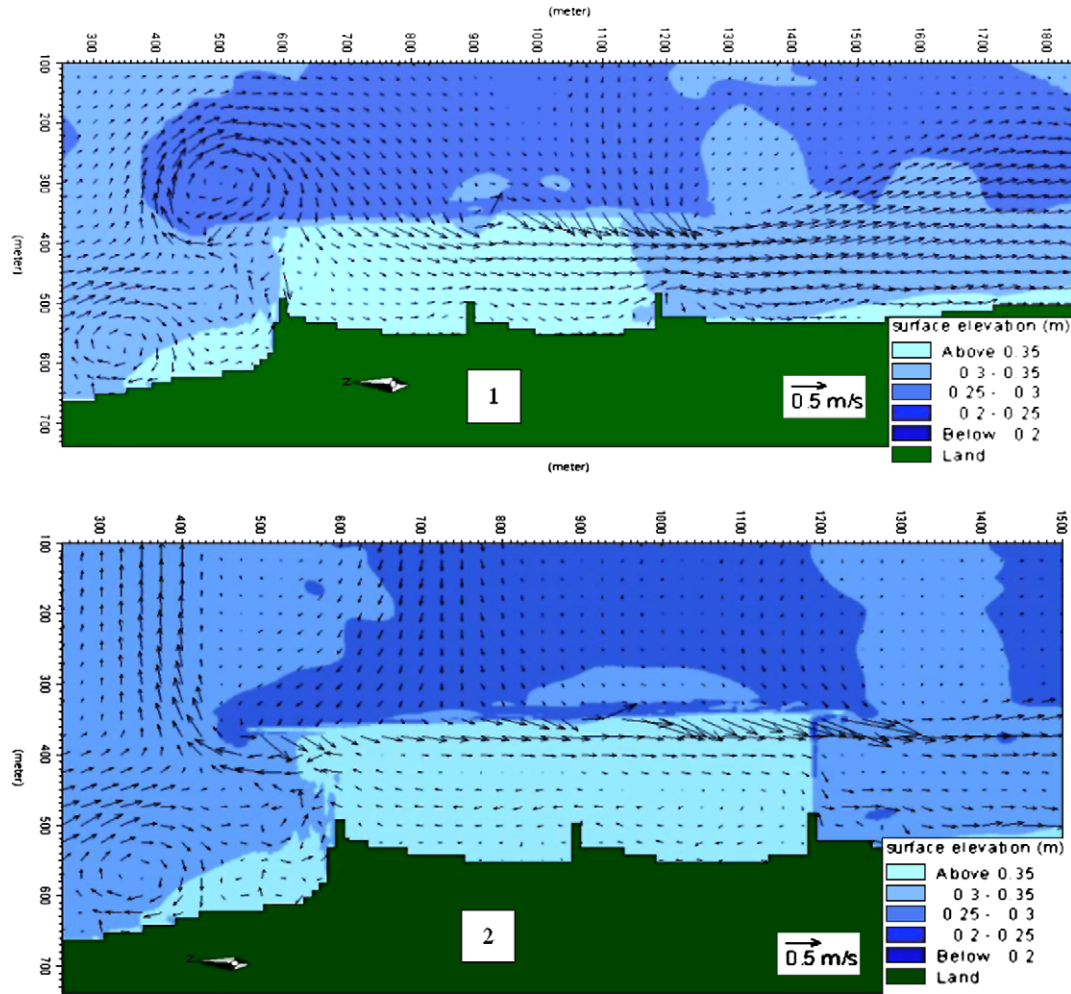 (meter)
300 400 500 600 700 800 900 1000 1100 1200 1300 1400 1500 1600 1700 1800
100
200
300
400
500
600
700
(meter)
N
1
0.5 m/s
surface elevation (m)
Above 0.35
0.3 - 0.35
0.25 - 0.3
0.2 - 0.25
Below 0.2
Land
(meter)
300 400 500 600 700 800 900 1000 1100 1200 1300 1400 1500
100
200
300
400
500
600
700
(meter)
N
2
0.5 m/s
surface elevation (m)
Above 0.35
0.3 - 0.35
0.25 - 0.3
0.2 - 0.25
Below 0.2
Land